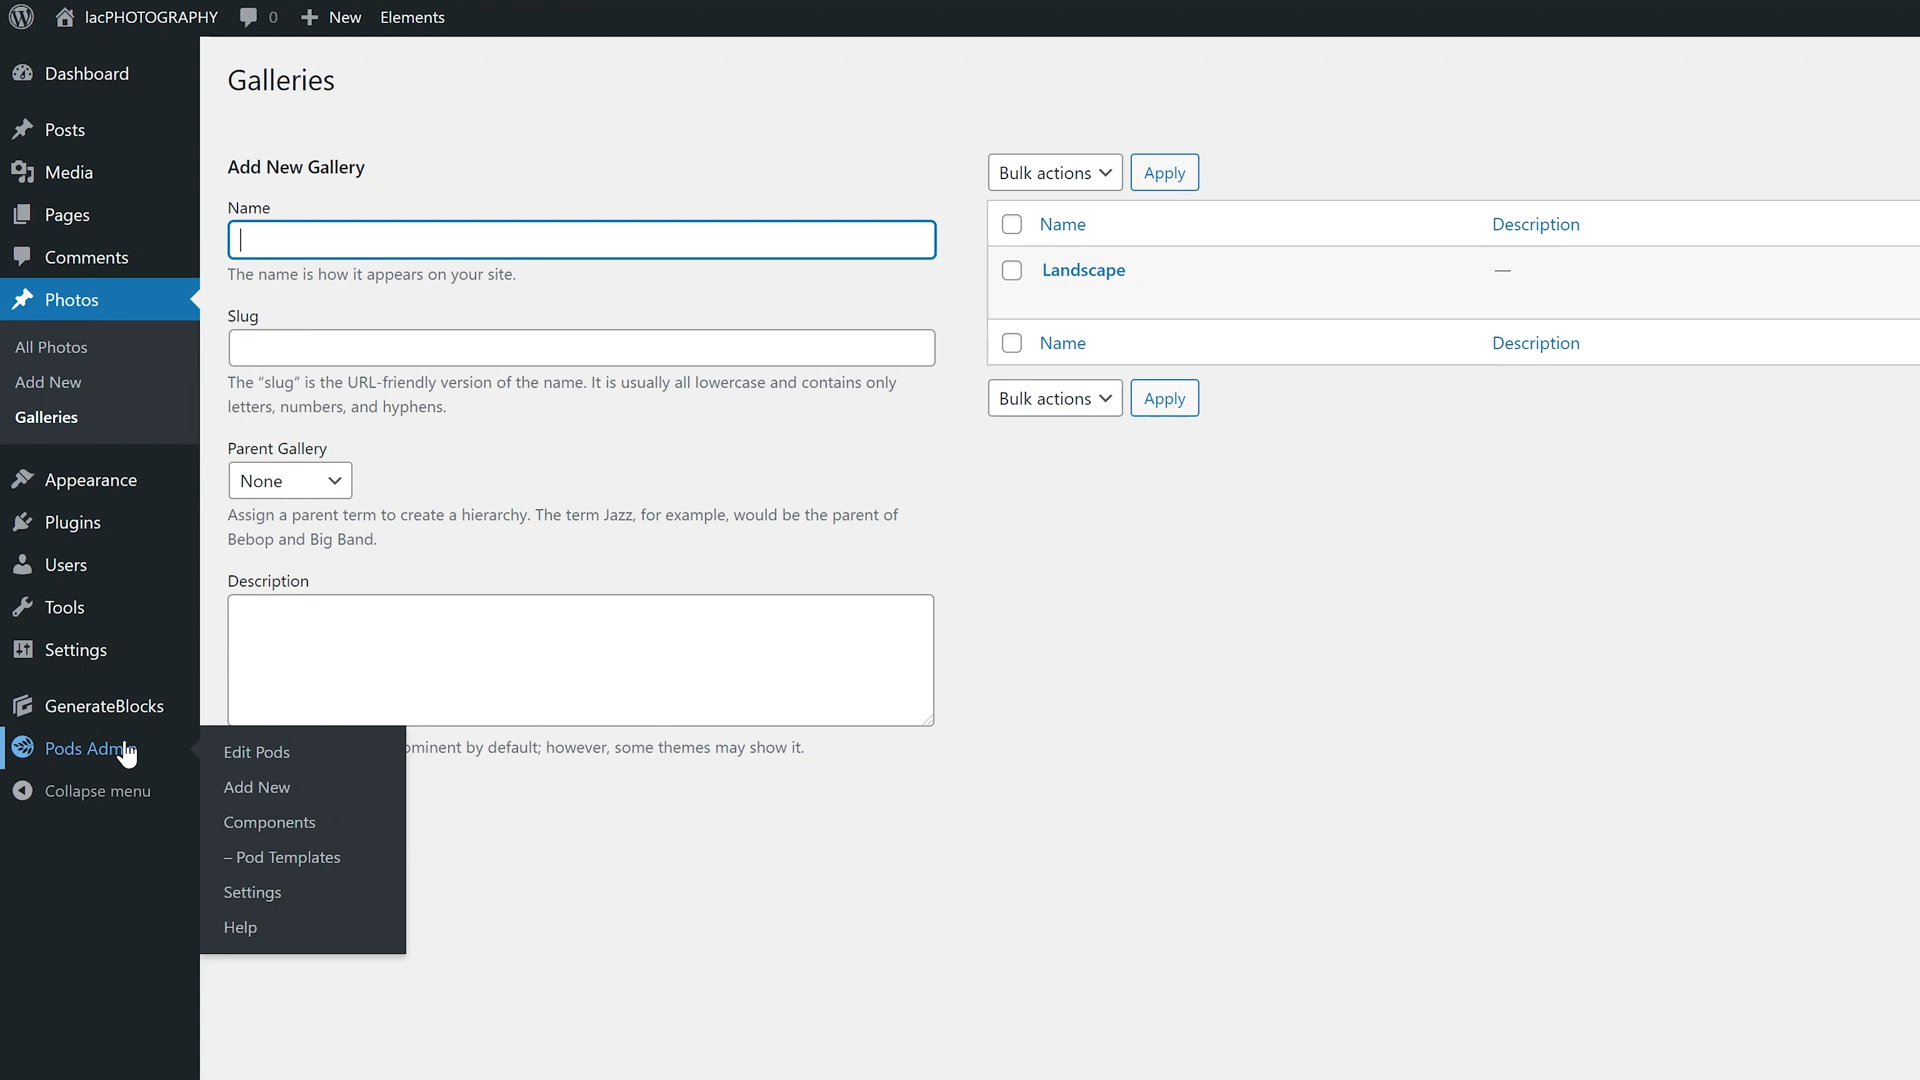 lacPHOTOGRAPHY 0 New Elements
Dashboard
Posts
Media
Pages
Comments
Photos
All Photos
Add New
Galleries
Appearance
Plugins
Users
Tools
Settings
GenerateBlocks
Pods Adm
Collapse menu
Edit Pods
Add New
Components
– Pod Templates
Settings
Help
Galleries
Add New Gallery
Name
The name is how it appears on your site.
Slug
The “slug” is the URL-friendly version of the name. It is usually all lowercase and contains only
letters, numbers, and hyphens.
Parent Gallery
None
Assign a parent term to create a hierarchy. The term Jazz, for example, would be the parent of
Bebop and Big Band.
Description
ominent by default; however, some themes may show it.
Bulk actions Apply
Name Description
Landscape —
Name Description
Bulk actions Apply